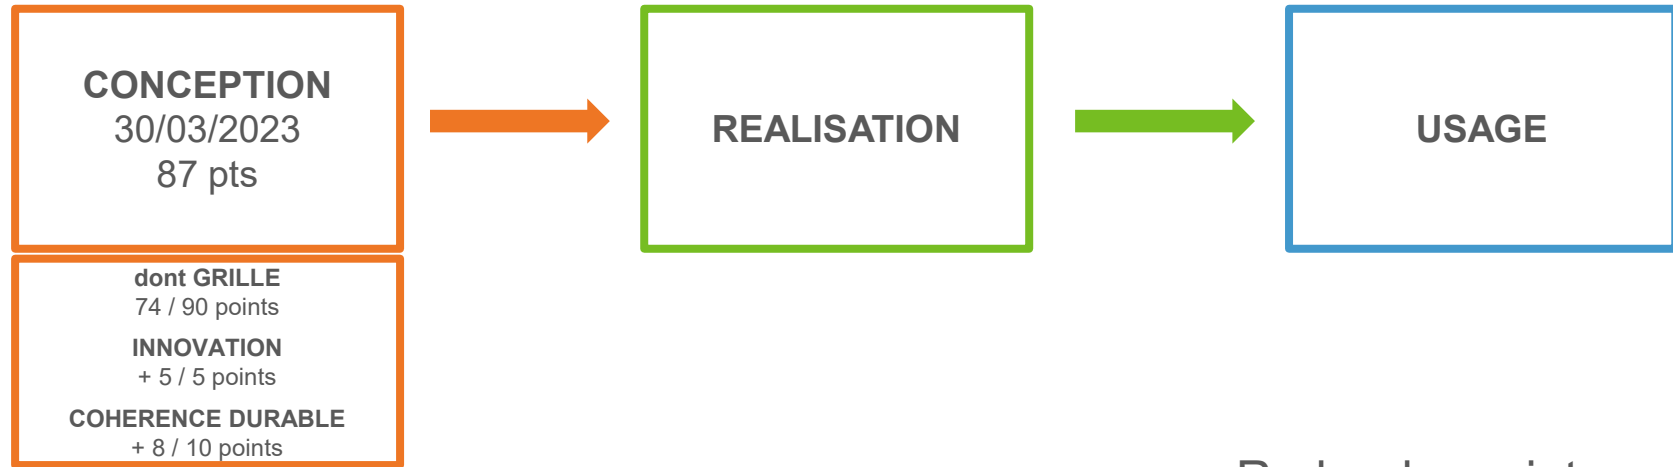 CONCEPTION
30/03/2023
87 pts
REALISATION
USAGE
dont GRILLE
74 / 90 points
INNOVATION
+ 5 / 5 points
COHERENCE DURABLE
+ 8 / 10 points